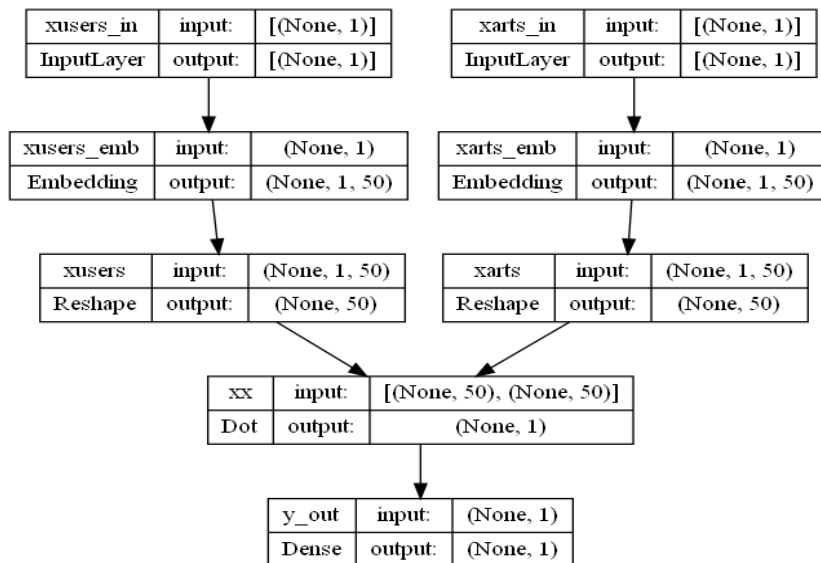 xusers_in input: [(None, 1)]
InputLayer output: [(None, 1)]
xarts_in input: [(None, 1)]
InputLayer output: [(None, 1)]
xusers_emb input: (None, 1)
Embedding output: (None, 1, 50)
xarts_emb input: (None, 1)
Embedding output: (None, 1, 50)
xusers input: (None, 1, 50)
Reshape output: (None, 50)
xarts input: (None, 1, 50)
Reshape output: (None, 50)
xx input: [(None, 50), (None, 50)]
Dot output: (None, 1)
y_out input: (None, 1)
Dense output: (None, 1)